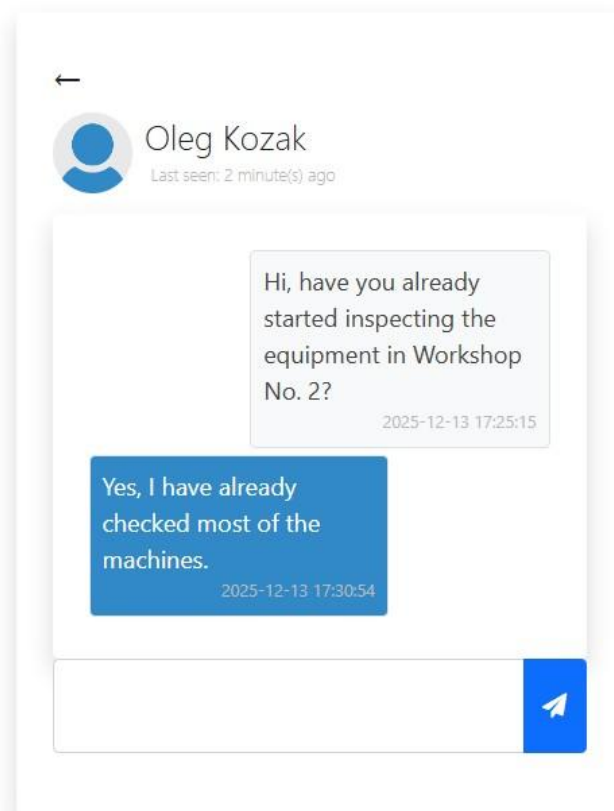 Oleg Kozak
Last seen: 2 minute(s) ago
Hi, have you already
started inspecting the
equipment in Workshop
No. 2?
2025-12-13 17:25:15
Yes, I have already
checked most of the
machines.
2025-12-13 17:30:54